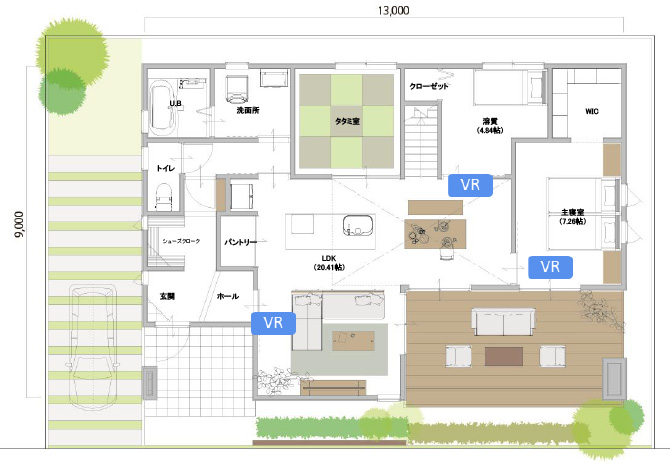 13,000
9,000
U.B.
洗面所
タタミ室
クローゼット
溶質
(4.84帖)
WIC
トイレ
VR
主寝室
(7.26帖)
シューズクローク
パントリー
LDK
(20.41帖)
VR
玄関
ホール
VR